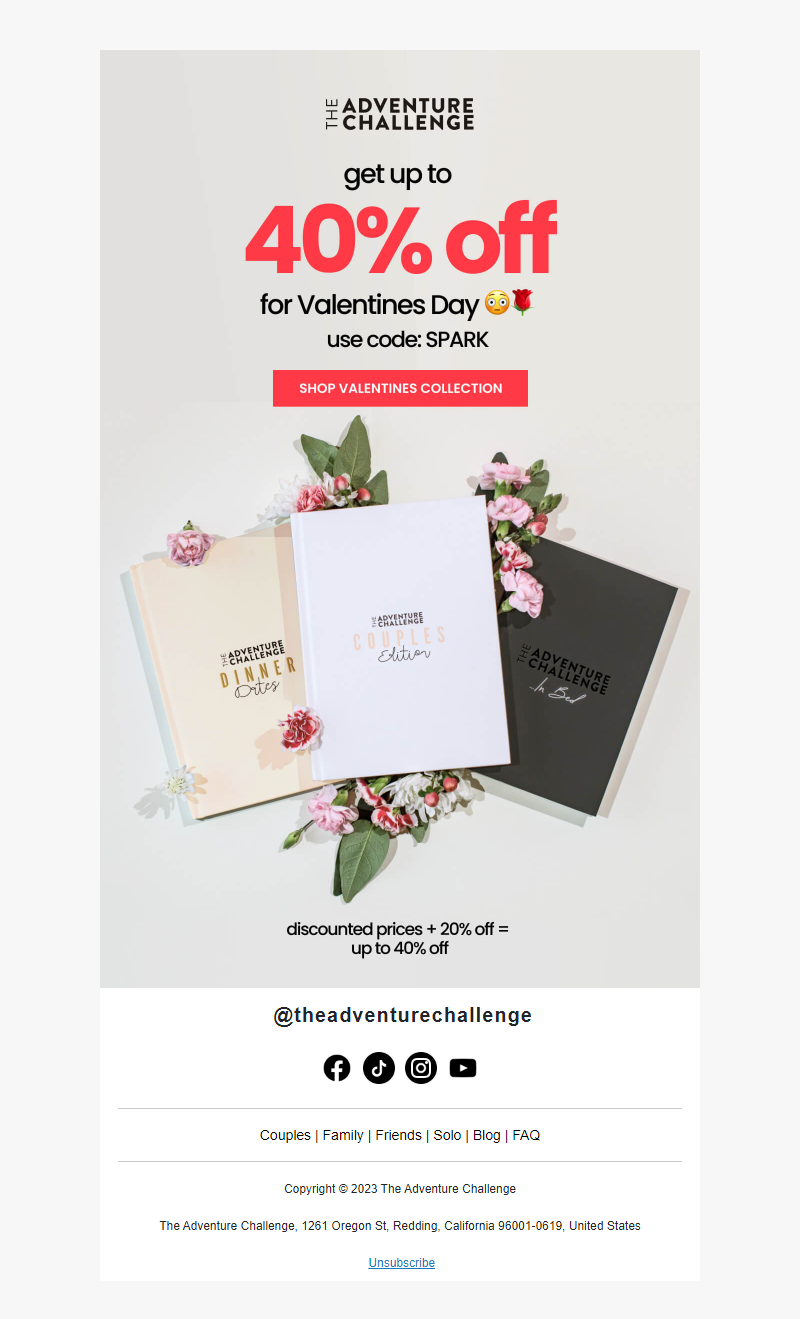 THE ADVENTURE
CHALLENGE
get up to
40% off
for Valentines Day 😳🌹
use code: SPARK
SHOP VALENTINES COLLECTION
THE ADVENTURE
CHALLENGE
DINNER
Dates
THE ADVENTURE
CHALLENGE
COUPLES
Edition
THE ADVENTURE
CHALLENGE
...In Bed
discounted prices + 20% off =
up to 40% off
@theadventurechallenge
Couples | Family | Friends | Solo | Blog | FAQ
Copyright © 2023 The Adventure Challenge
The Adventure Challenge, 1261 Oregon St, Redding, California 96001-0619, United States
Unsubscribe